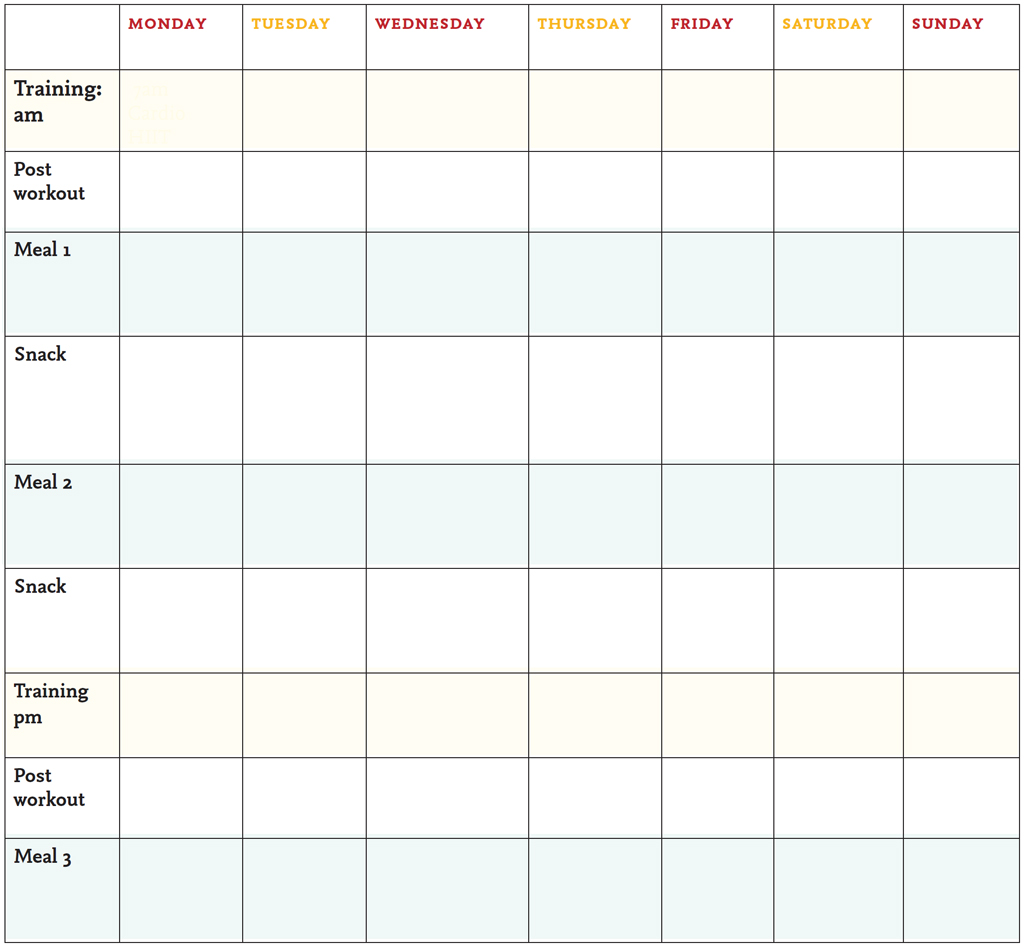 MONDAY TUESDAY WEDNESDAY THURSDAY FRIDAY SATURDAY SUNDAY
Training:
am
Post
workout
Meal 1
Snack
Meal 2
Snack
Training
pm
Post
workout
Meal 3